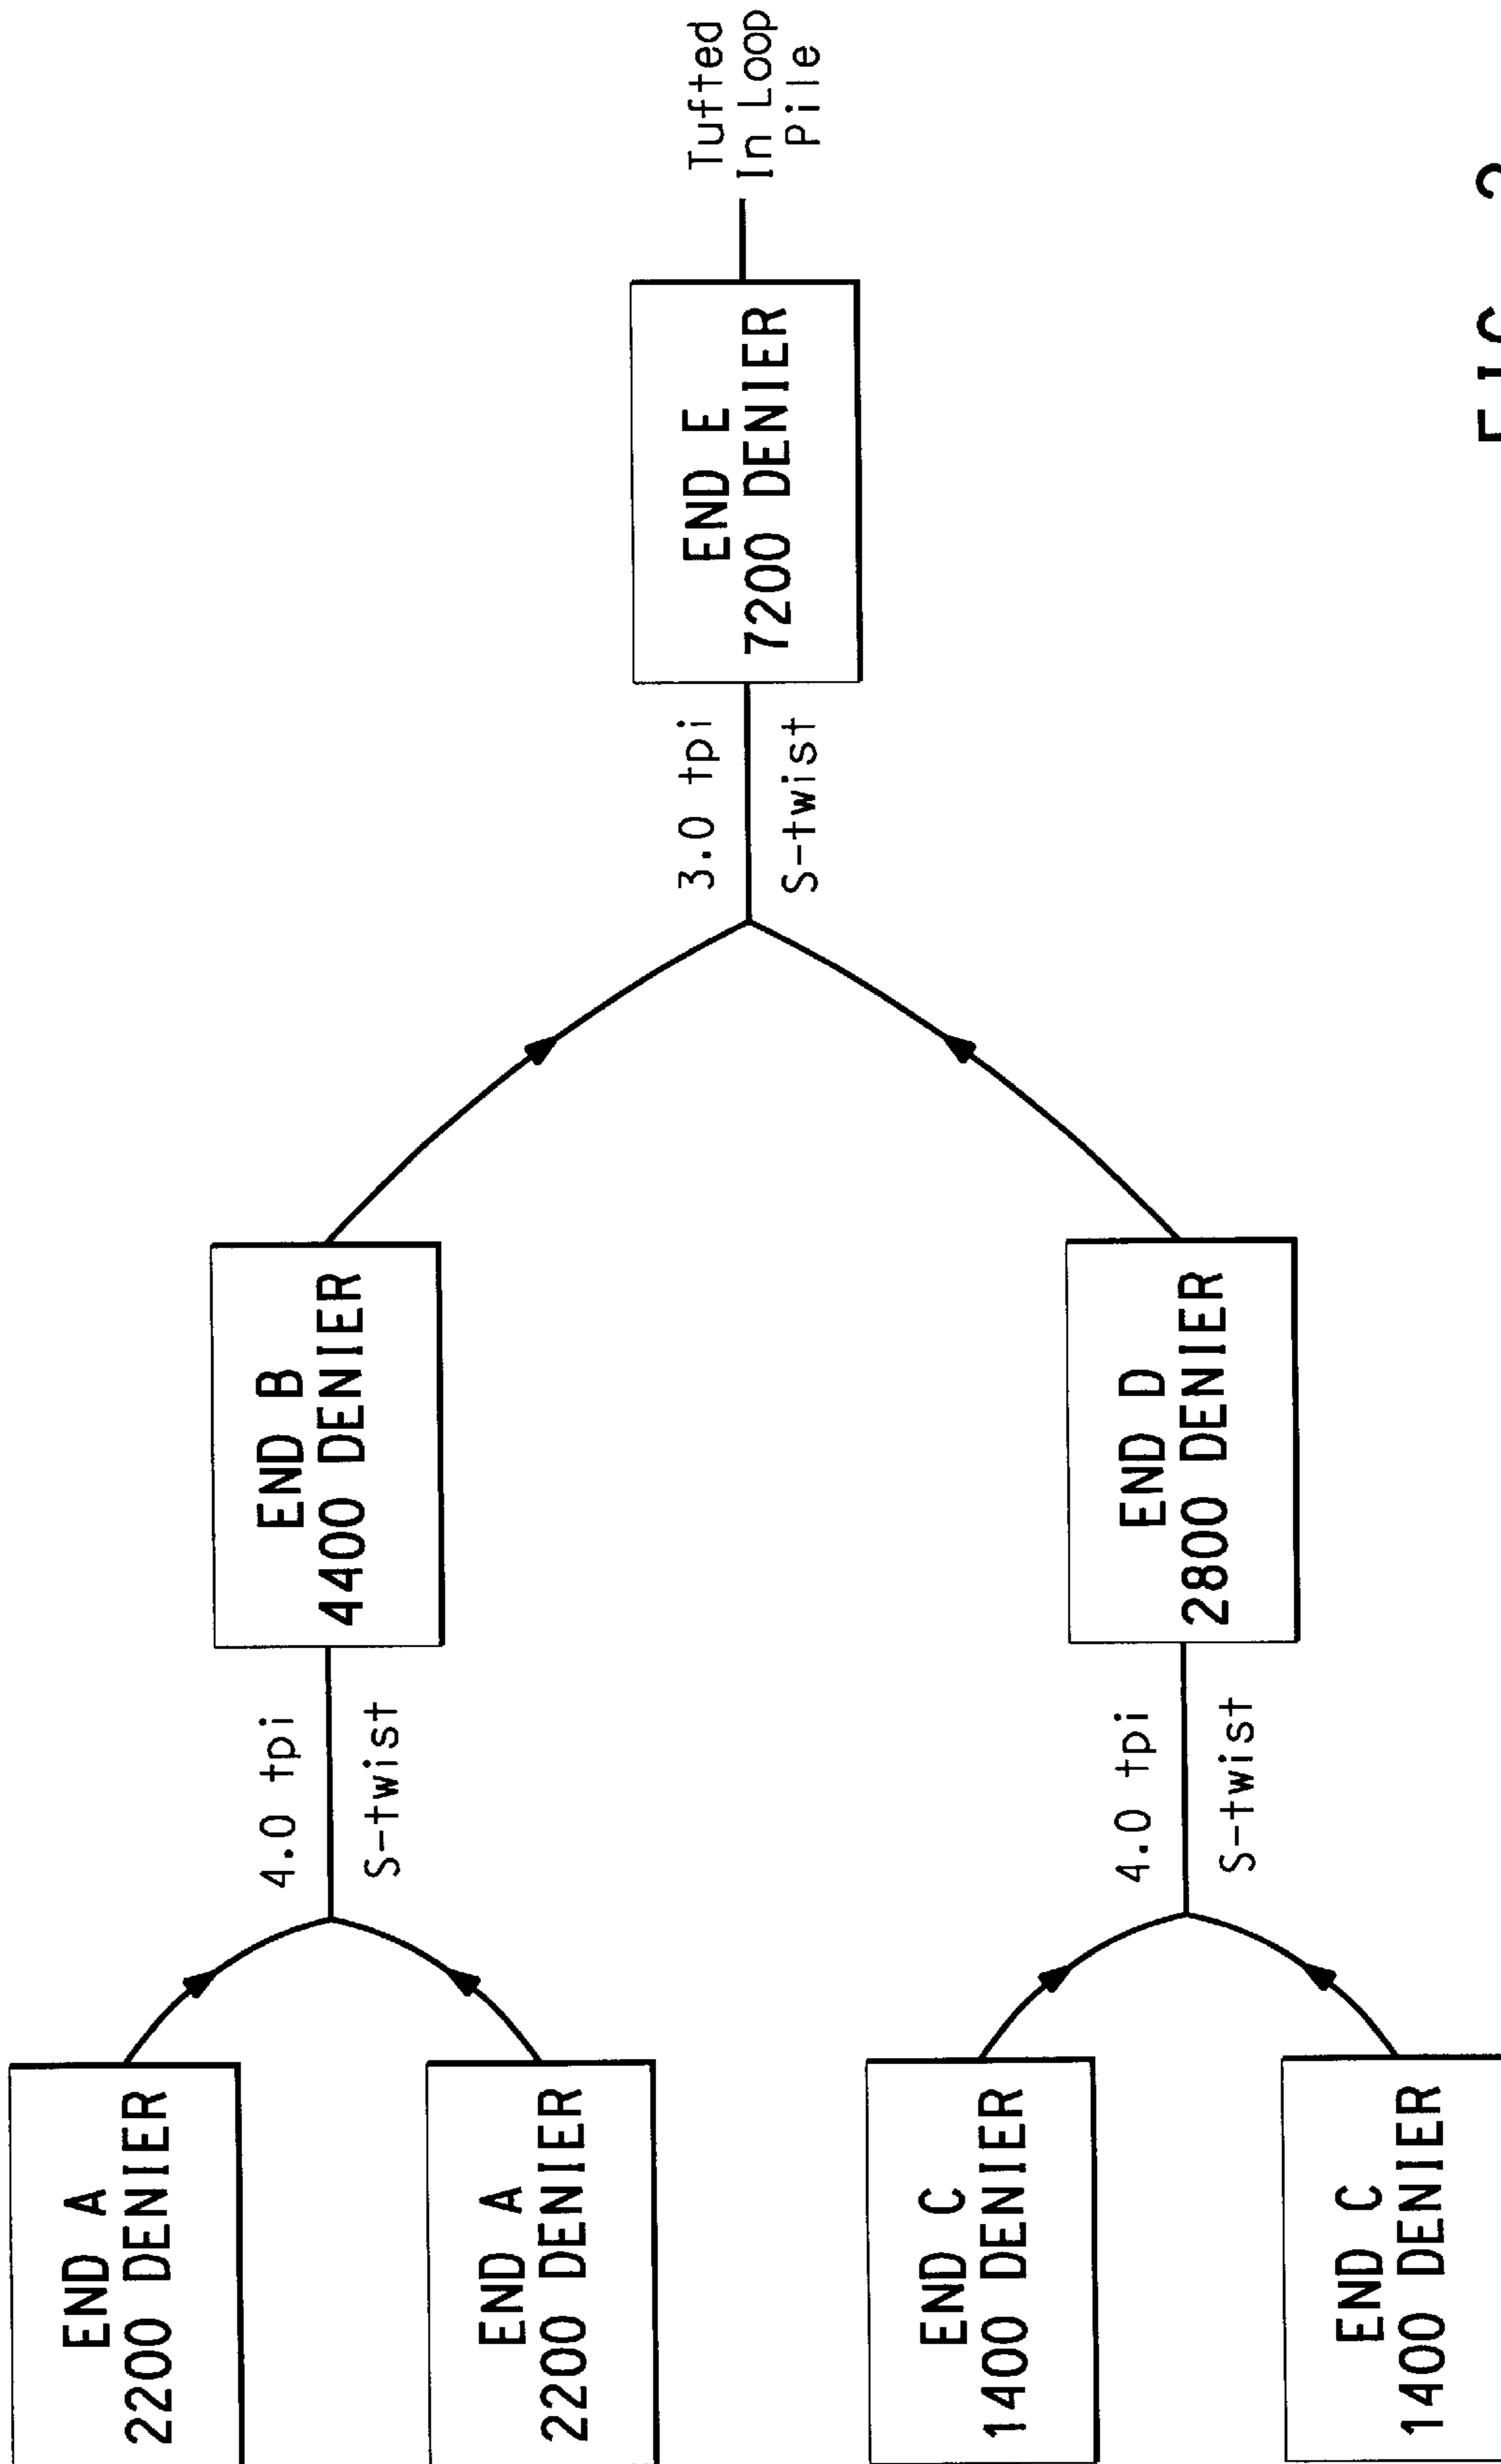 END A
2200 DENIER
END A
2200 DENIER
4.0 tpi
S-twist
END B
4400 DENIER
END C
1400 DENIER
END C
1400 DENIER
4.0 tpi
S-twist
END D
2800 DENIER
3.0 tpi
S-twist
END E
7200 DENIER
Tufted
In Loop
Pile